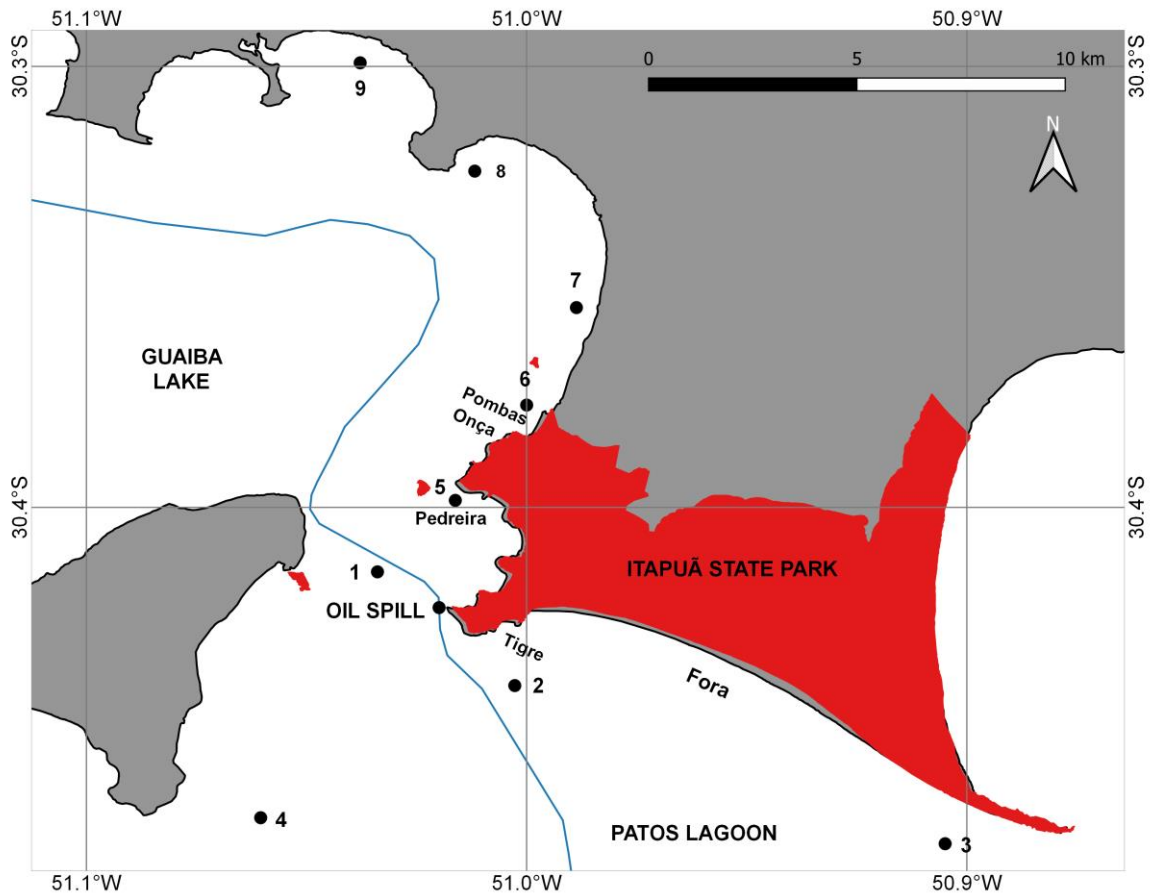 51.1°W
51.0°W
50.9°W
30.3°S
30.3°S
0
5
10 km
N
9
8
7
GUAIBA
LAKE
6
Pombas
Onça
5
Pedreira
30.4°S
30.4°S
1
ITAPUÃ STATE PARK
OIL SPILL
Tigre
2
Fora
4
PATOS LAGOON
3
51.1°W
51.0°W
50.9°W